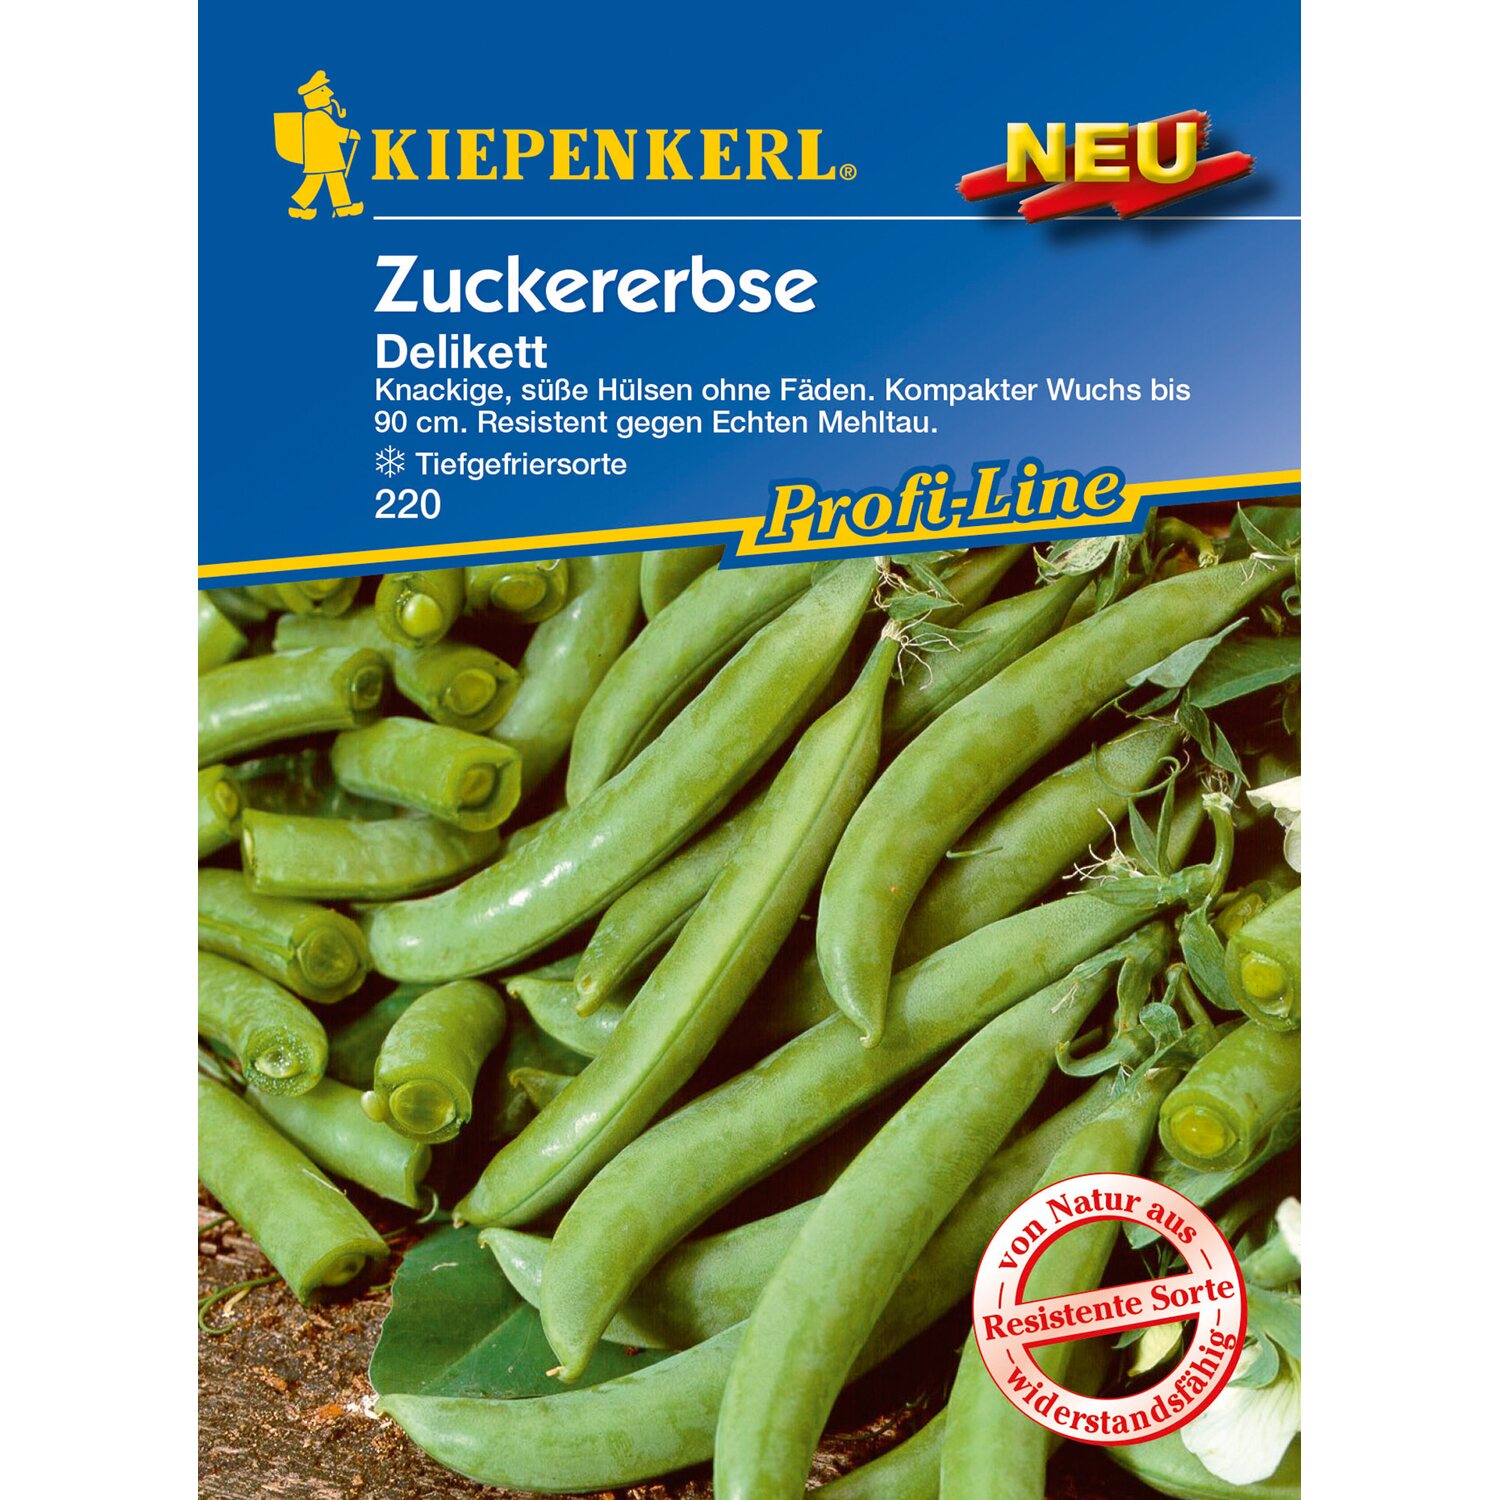 KIEPENKERL®
NEU
Zuckererbse
Delikett
Knackige, süße Hülsen ohne Fäden. Kompakter Wuchs bis
90 cm. Resistent gegen Echten Mehltau.
Tiefgefriersorte
220
Profi-Line
von Natur aus
Resistente Sorte
widerstandsfähig